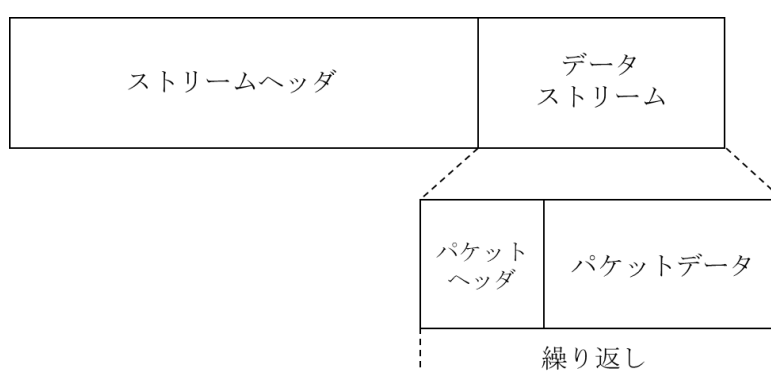 ストリームヘッダ
データ
ストリーム
パケット
ヘッダ
パケットデータ
繰り返し